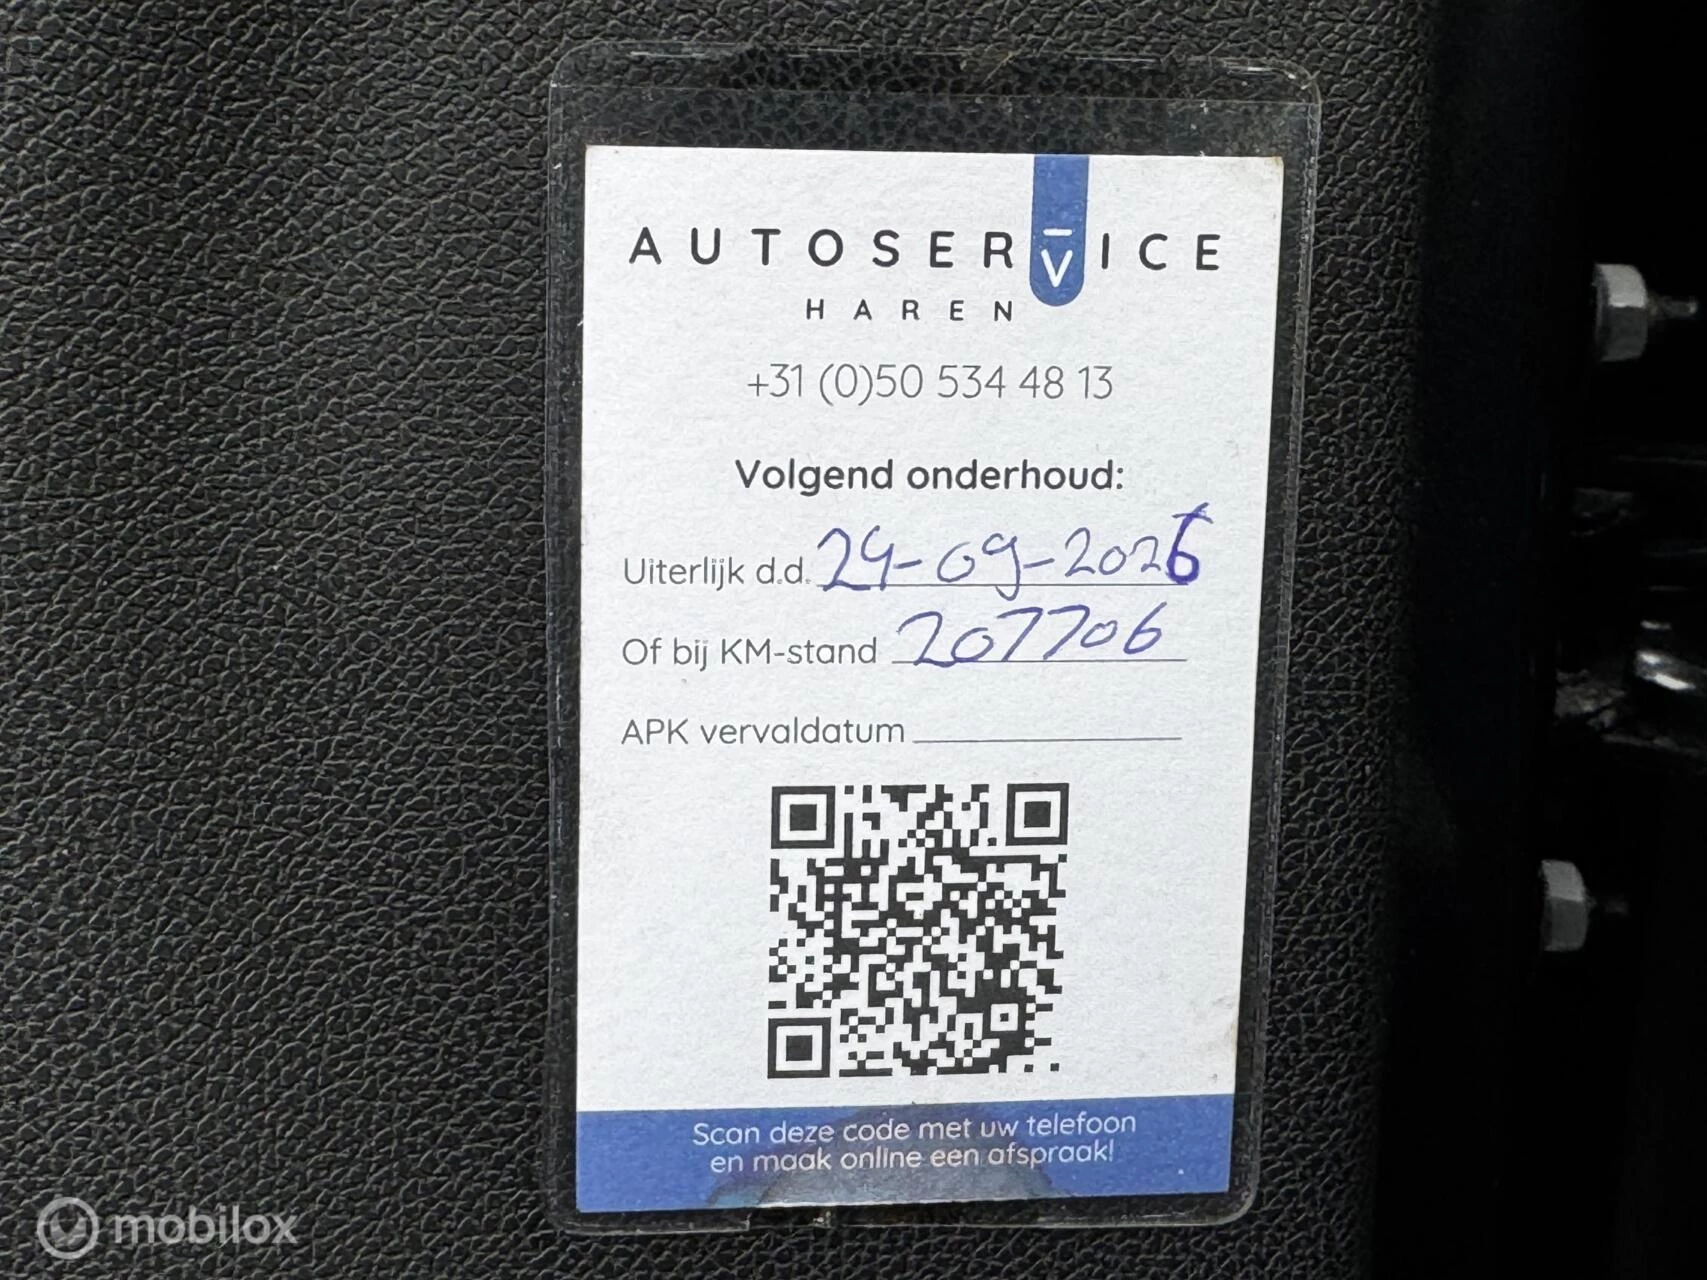 AUTOSERVICE
HAREN
+31 (0)50 534 48 13
Volgend onderhoud:
Uiterlijk d.d. 24-09-2026
Of bij KM-stand 207706
APK vervaldatum
Scan deze code met uw telefoon
en maak online een afspraak!
mobilox